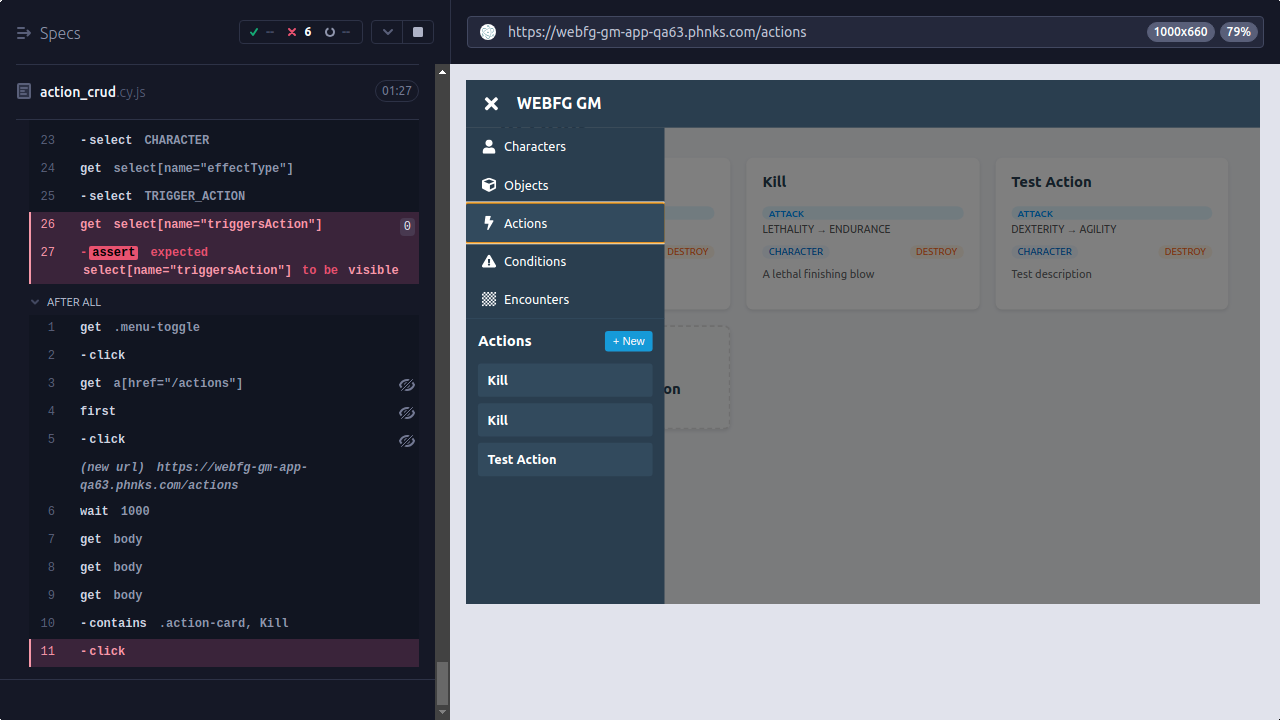 Specs
-- 6 --
https://webfg-gm-app-qa63.phnks.com/actions
1000x660
79%
action_crud.cy.js
01:27
23 -select CHARACTER
24 get select[name="effectType"]
25 -select TRIGGER_ACTION
26 get select[name="triggersAction"] 0
27 -assert expected
select[name="triggersAction"] to be visible
AFTER ALL
1 get .menu-toggle
2 -click
3 get a[href="/actions"]
4 first
5 -click
(new url) https://webfg-gm-app-
qa63.phnks.com/actions
6 wait 1000
7 get body
8 get body
9 get body
10 -contains .action-card, Kill
11 -click
WEBFG GM
Characters
Objects
Actions
Conditions
Encounters
Actions
+ New
Kill
Kill
Test Action
DESTROY
on
Kill
ATTACK
LETHALITY → ENDURANCE
CHARACTER DESTROY
A lethal finishing blow
Test Action
ATTACK
DEXTERITY → AGILITY
CHARACTER DESTROY
Test description